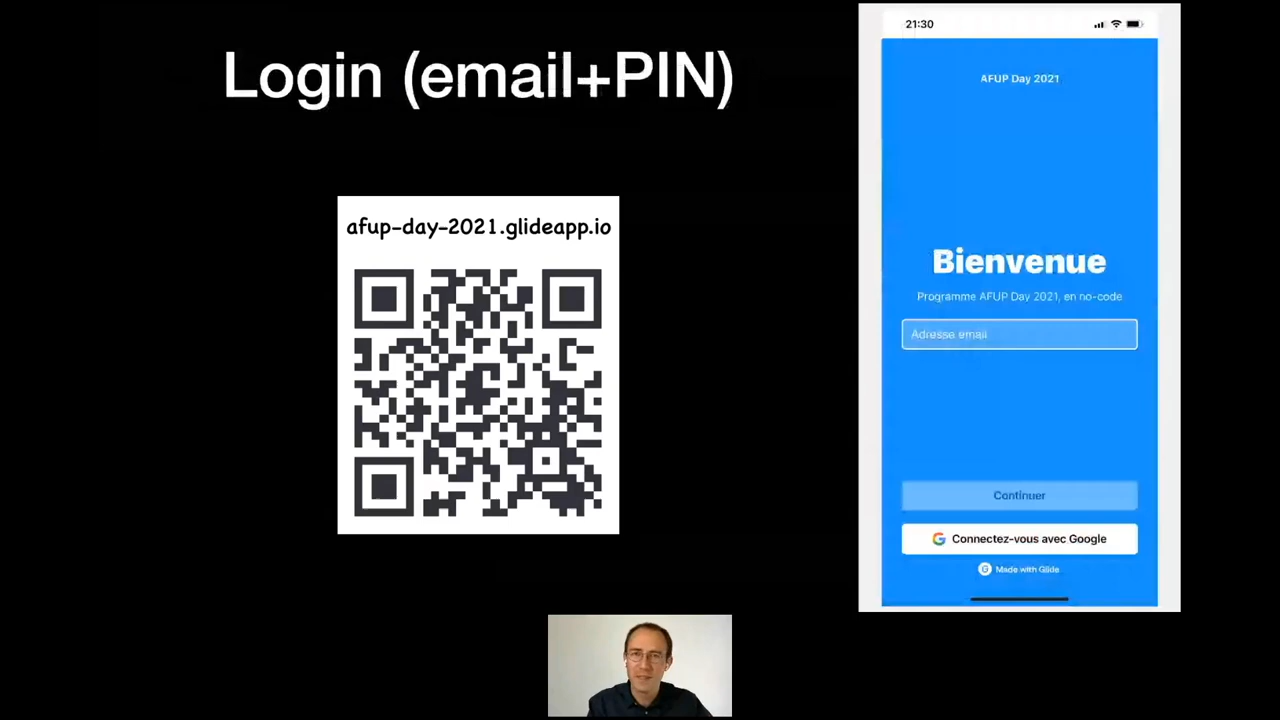 Login (email+PIN)
afup-day-2021.glideapp.io
21:30
AFUP Day 2021
Bienvenue
Programme AFUP Day 2021, en no-code
Adresse email
Continuer
Connectez-vous avec Google
Made with Glide